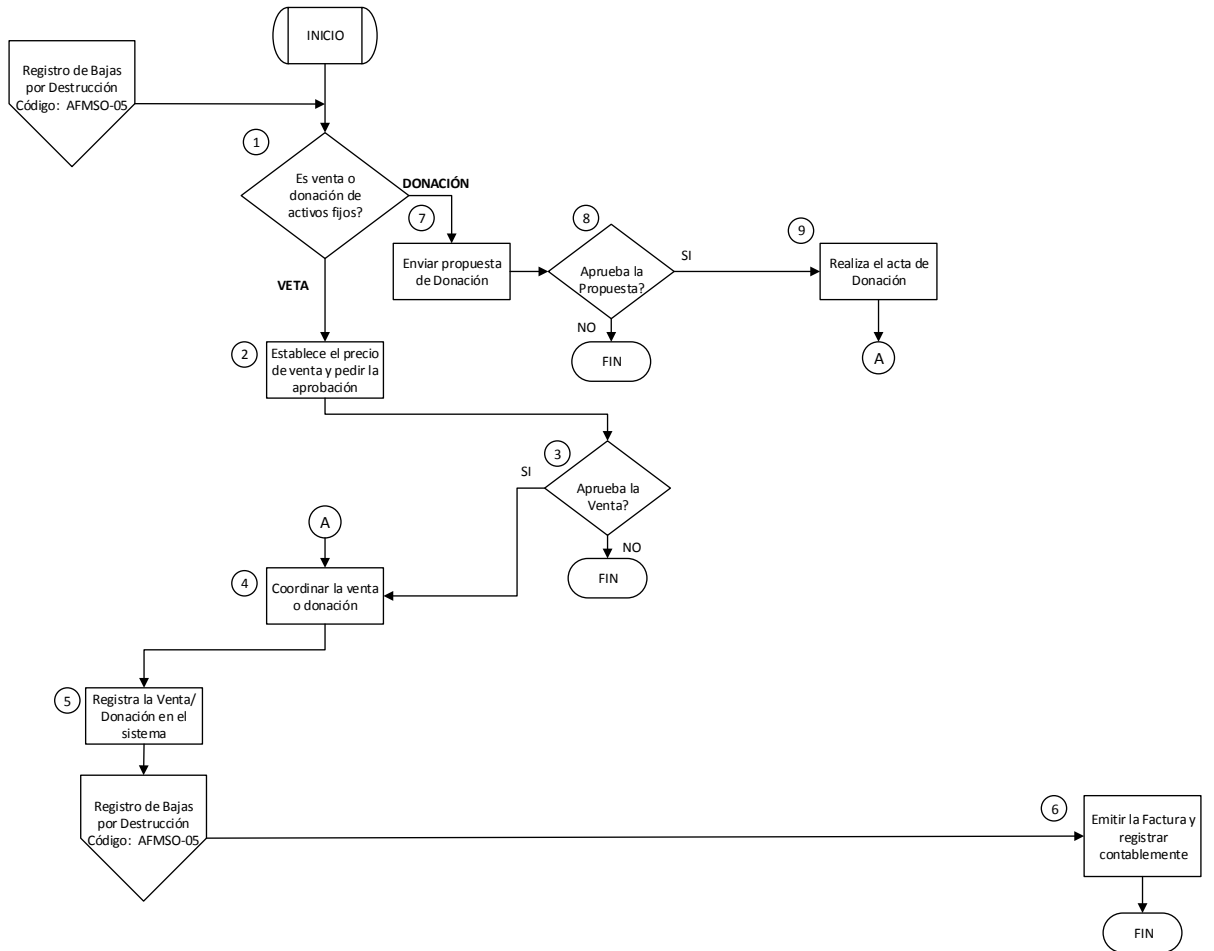 INICIO
Registro de Bajas
por Destrucción
Código: AFMSO-05
1
Es venta o
donación de
activos fijos?
DONACIÓN
7
Enviar propuesta
de Donación
8
Aprueba la
Propuesta?
SI
9
Realiza el acta de
Donación
NO
FIN
A
VETA
2
Establece el precio
de venta y pedir la
aprobación
3
SI
Aprueba la
Venta?
NO
FIN
A
4
Coordinar la venta
o donación
5
Registra la Venta/
Donación en el
sistema
Registro de Bajas
por Destrucción
Código: AFMSO-05
6
Emitir la Factura y
registrar
contablemente
FIN